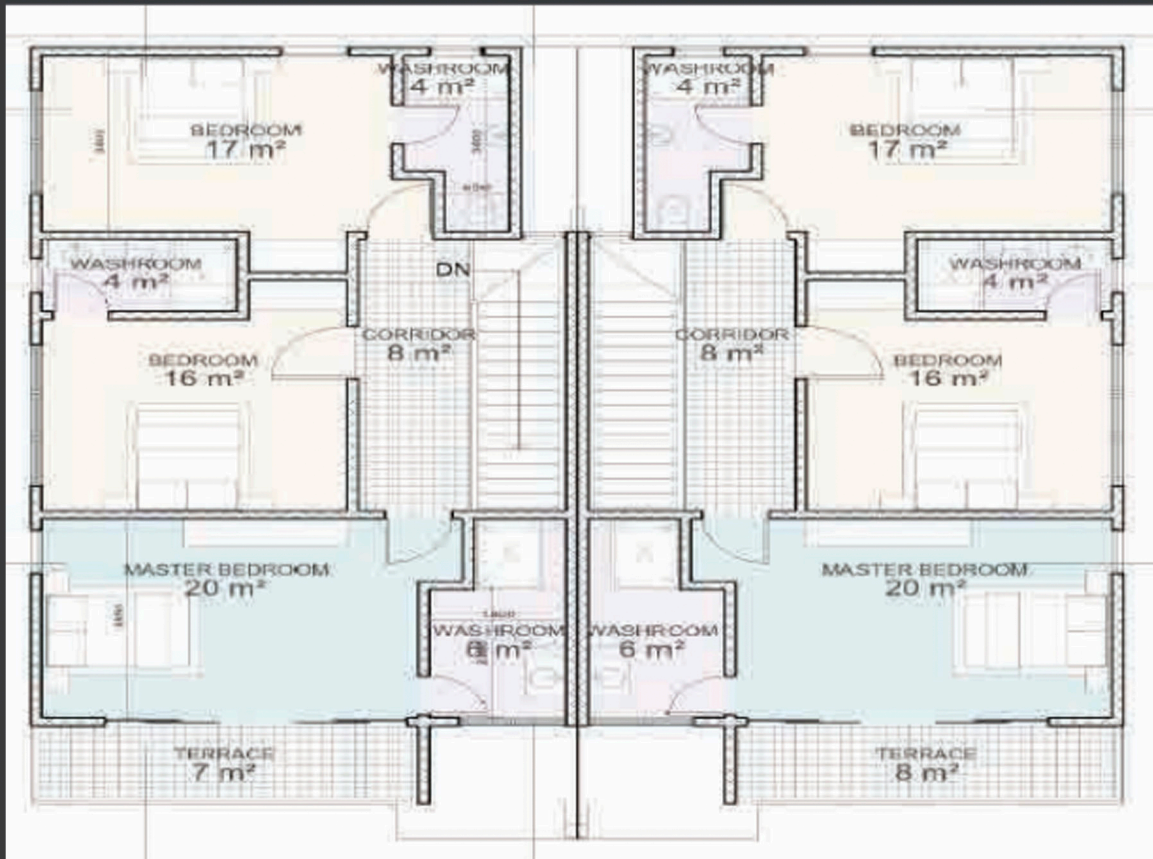 WASHROOM
4 m²
WASHROOM
4 m²
BEDROOM
17 m²
BEDROOM
17 m²
3600
WASHROOM
4 m²
DN
WASHROOM
4 m²
CORRIDOR
8 m²
CORRIDOR
8 m²
BEDROOM
16 m²
BEDROOM
16 m²
MASTER BEDROOM
20 m²
MASTER BEDROOM
20 m²
WASHROOM
6 m²
WASHROOM
6 m²
TERRACE
7 m²
TERRACE
8 m²